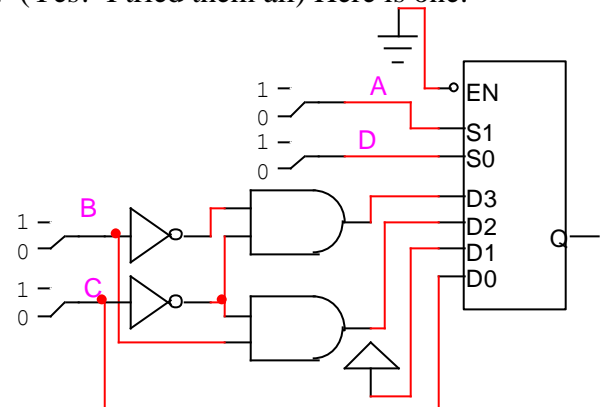 (Yes! I tried them all) Here is one.
1
0
A
1
0
D
EN
S1
S0
D3
D2
D1
D0
Q
1
0
B
1
0
C